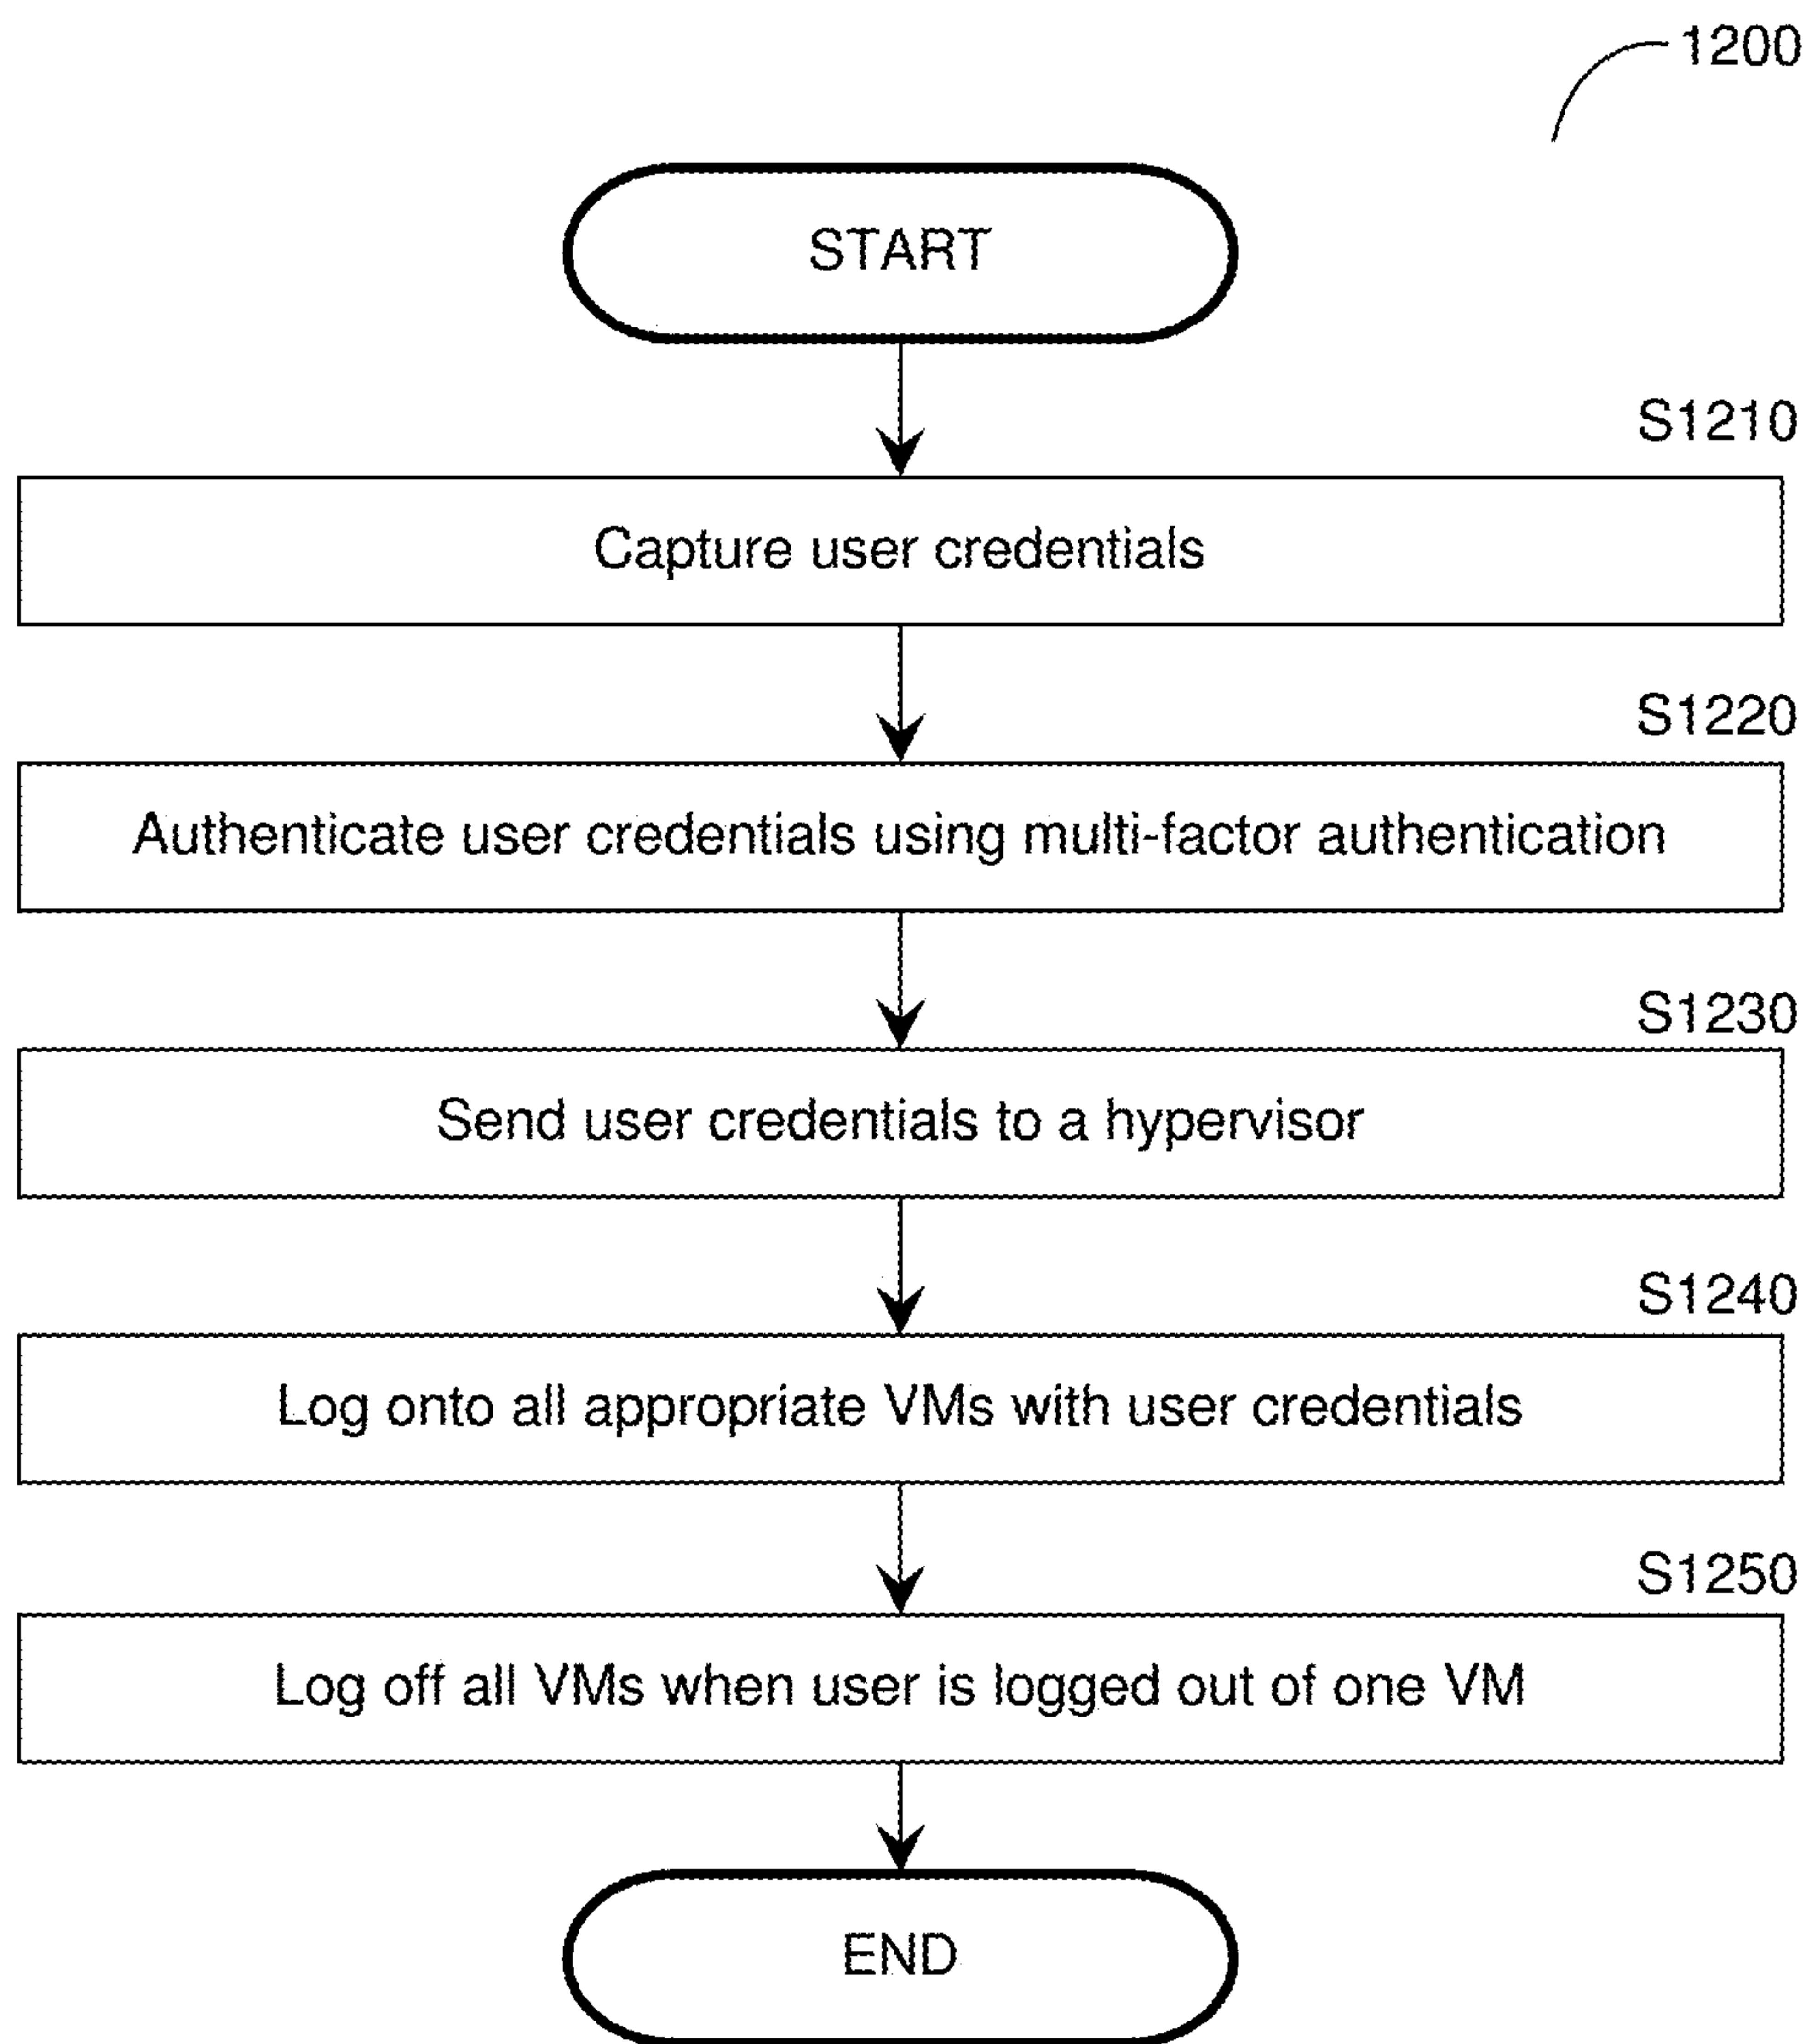 1200
START
S1210
Capture user credentials
S1220
Authenticate user credentials using multi-factor authentication
S1230
Send user credentials to a hypervisor
S1240
Log onto all appropriate VMs with user credentials
S1250
Log off all VMs when user is logged out of one VM
END